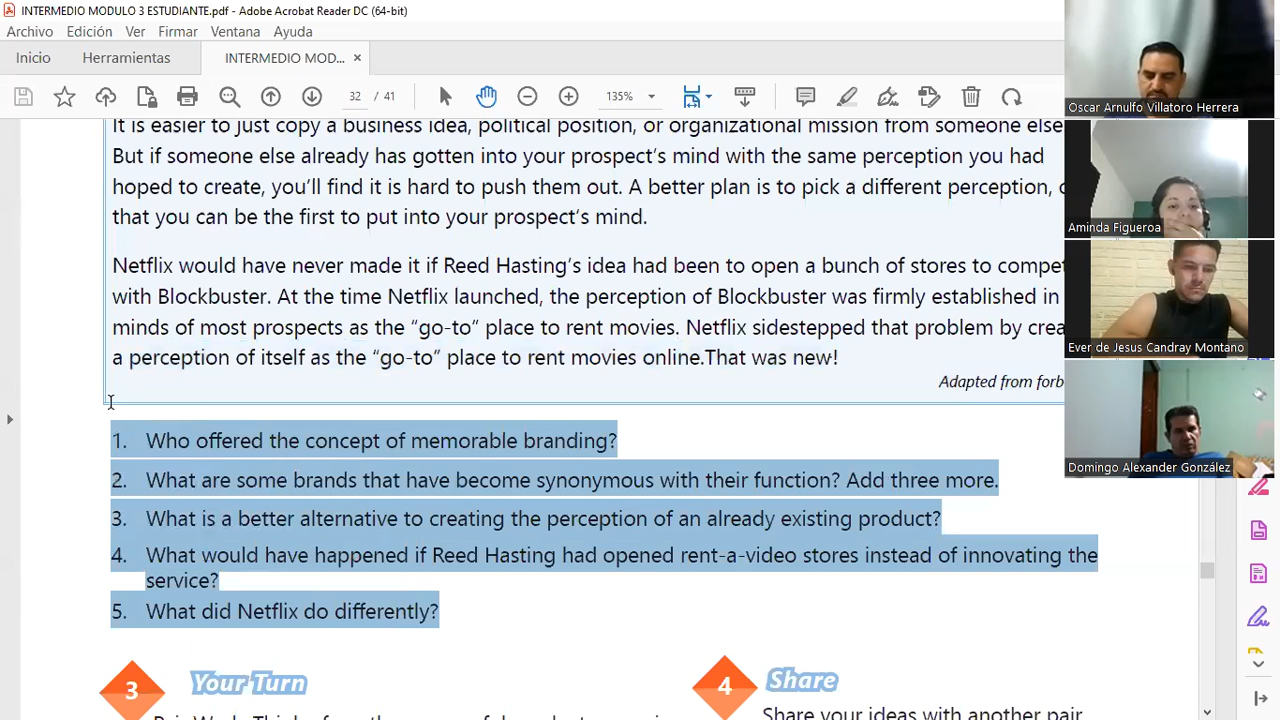 INTERMEDIO MODULO 3 ESTUDIANTE.pdf - Adobe Acrobat Reader DC (64-bit)
Archivo Edición Ver Firmar Ventana Ayuda
Inicio Herramientas INTERMEDIO MOD... ×
32 / 41 135%
It is easier to just copy a business idea, political position, or organizational mission from someone else
But if someone else already has gotten into your prospect's mind with the same perception you had
hoped to create, you'll find it is hard to push them out. A better plan is to pick a different perception,
that you can be the first to put into your prospect's mind.
Netflix would have never made it if Reed Hasting's idea had been to open a bunch of stores to
with Blockbuster. At the time Netflix launched, the perception of Blockbuster was firmly established in
minds of most prospects as the "go-to" place to rent movies. Netflix sidestepped that problem by
a perception of itself as the "go-to" place to rent movies online.That was new!
Adapted from
1. Who offered the concept of memorable branding?
2. What are some brands that have become synonymous with their function? Add three more.
3. What is a better alternative to creating the perception of an already existing product?
4. What would have happened if Reed Hasting had opened rent-a-video stores instead of innovating the
service?
5. What did Netflix do differently?
3 Your Turn
4 Share
Share your ideas with another pair
Oscar Arnulfo Villatoro Herrera
Aminda Figueroa
Ever de Jesus Candray Montano
Domingo Alexander González